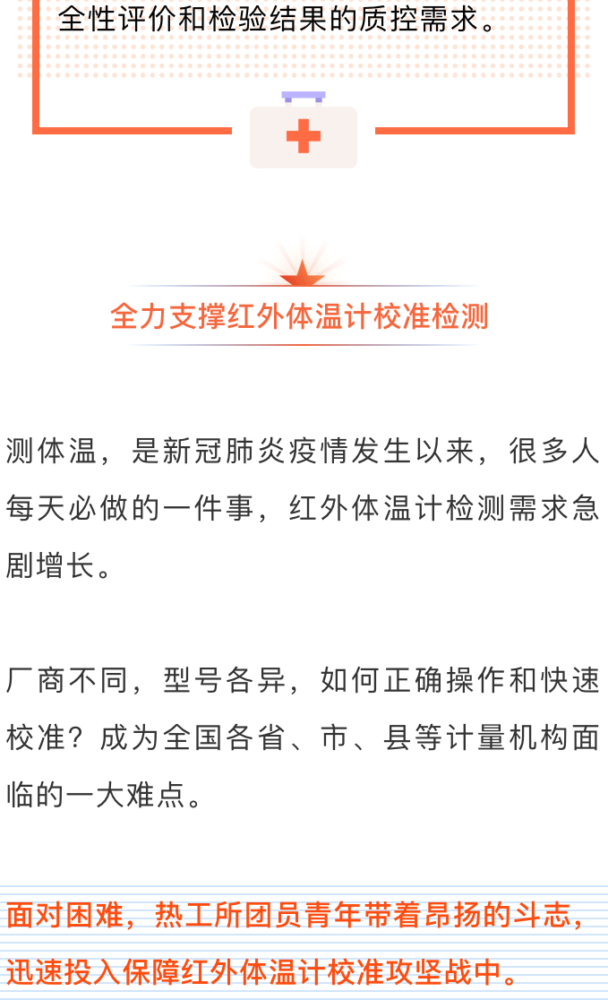 全性评价和检验结果的质控需求。
全力支撑红外体温计校准检测
测体温，是新冠肺炎疫情发生以来，很多人
每天必做的一件事，红外体温计检测需求急
剧增长。
厂商不同，型号各异，如何正确操作和快速
校准？成为全国各省、市、县等计量机构面
临的一大难点。
面对困难，热工所团员青年带着昂扬的斗志，
迅速投入保障红外体温计校准攻坚战中。